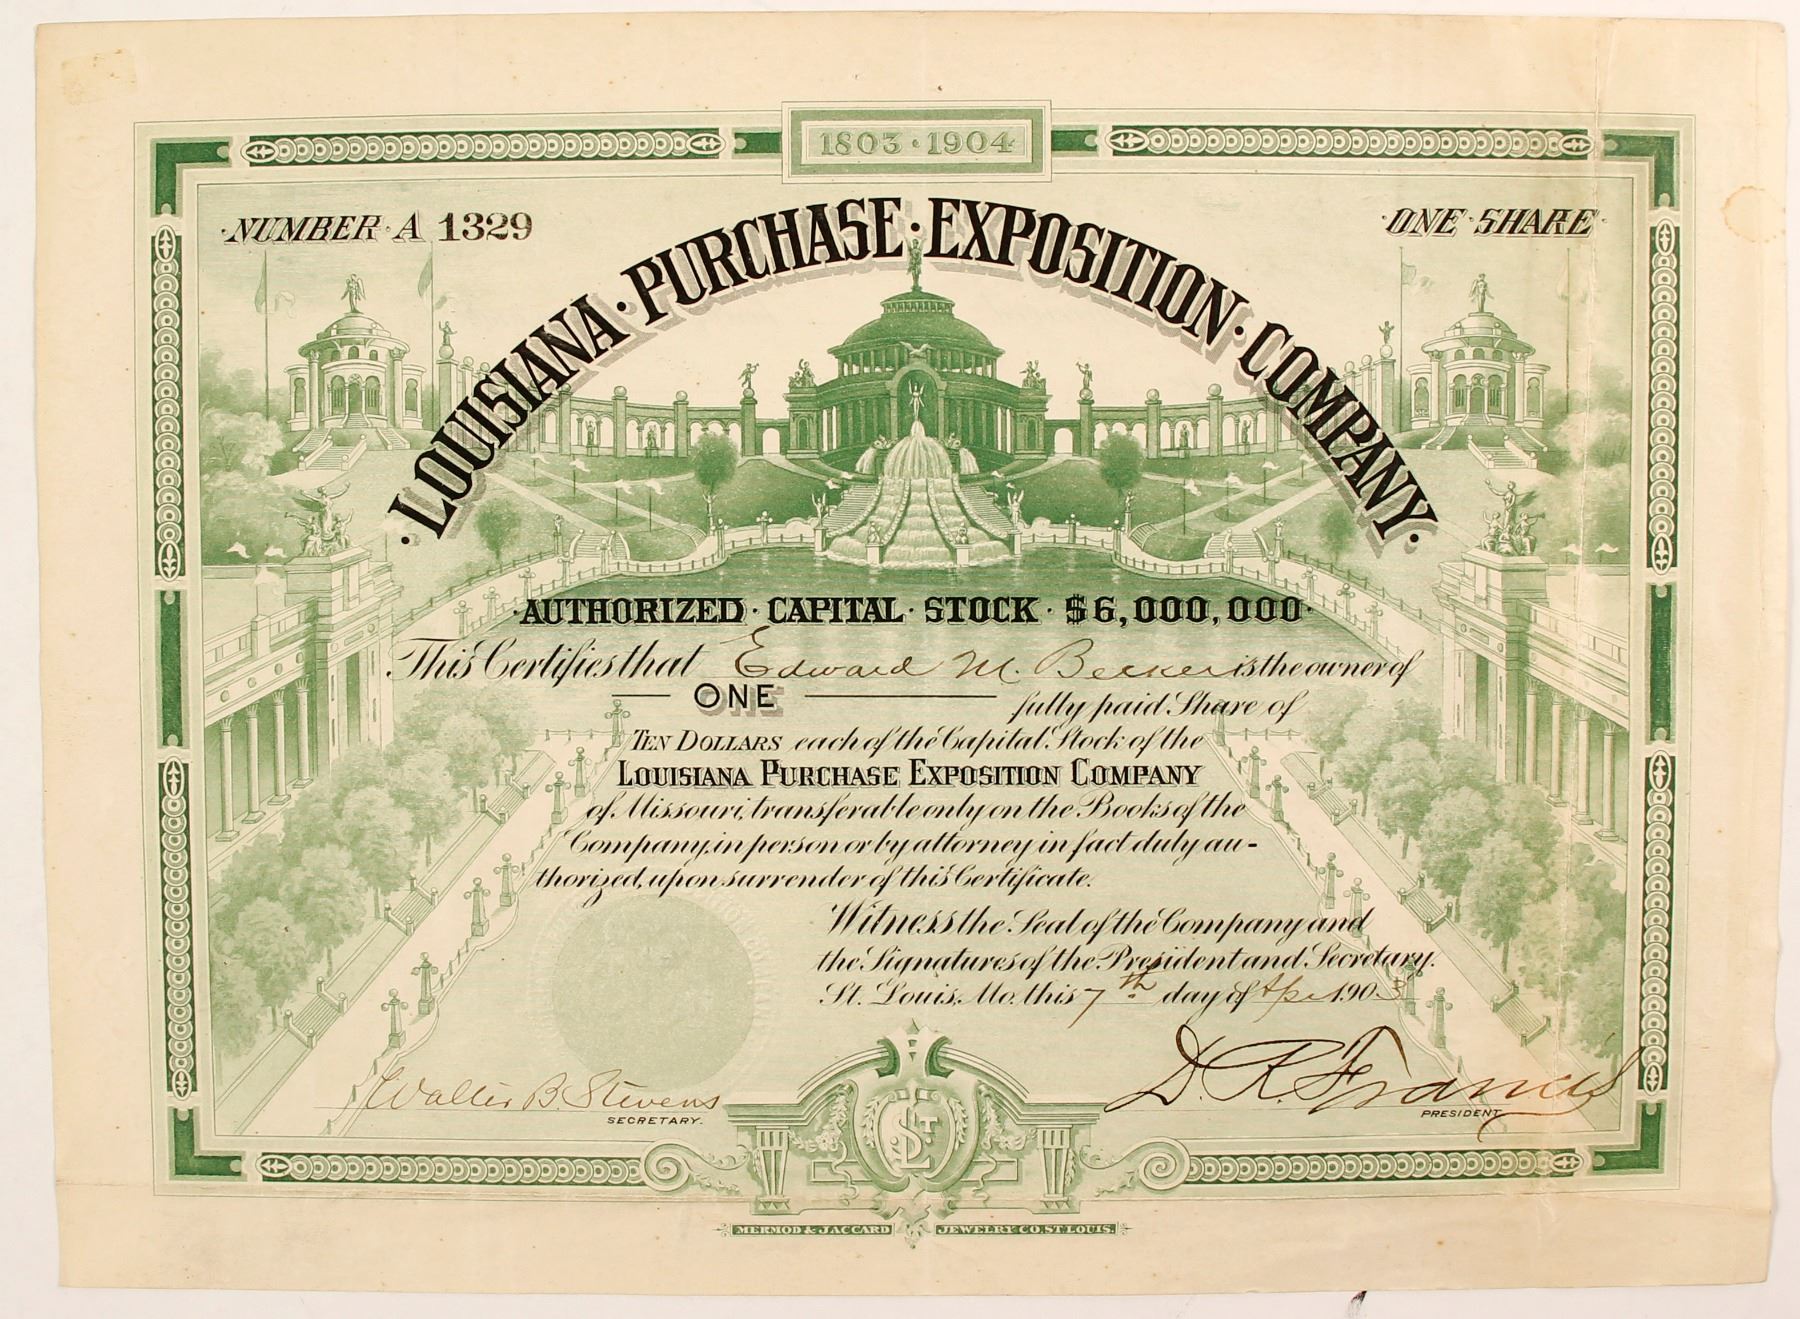 1803 · 1904
· NUMBER · A 1329
· ONE · SHARE ·
· LOUISIANA · PURCHASE · EXPOSITION · COMPANY ·
· AUTHORIZED · CAPITAL · STOCK · $6,000,000 ·
This Certifies that Edward M. Becker is the owner of
ONE fully paid Share of
TEN DOLLARS each of the Capital Stock of the
LOUISIANA PURCHASE EXPOSITION COMPANY
of Missouri, transferable only on the Books of the
Company, in person or by attorney in fact duly au-
thorized, upon surrender of this Certificate.
Witness the Seal of the Company and
the Signatures of the President and Secretary.
St. Louis, Mo. this 7th day of Apr 1903
Walter B. Stevens
SECRETARY.
D. R. Francis
PRESIDENT
ST L
MERMOD & JACCARD JEWELRY CO. ST. LOUIS.